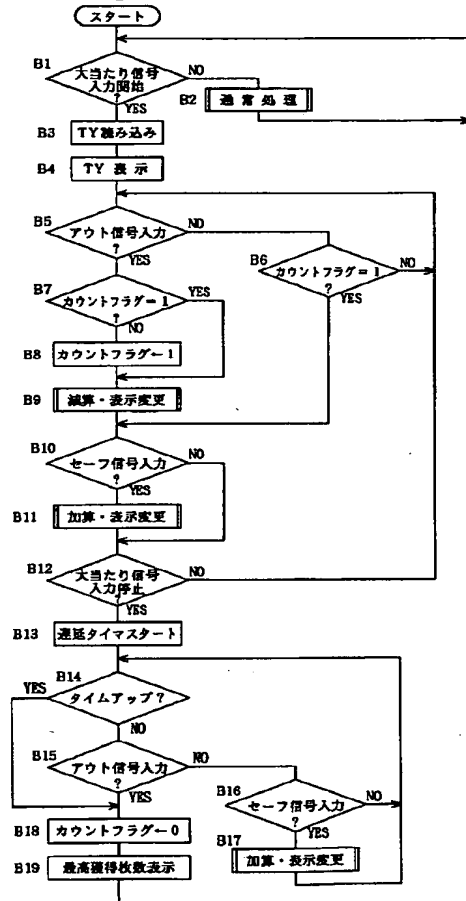 スタート
B1
大当たり信号
入力開始
?
NO
YES
B2
通常処理
B3
TY読み込み
B4
TY 表示
B5
アウト信号入力
?
NO
YES
B6
カウントフラグ=1
?
NO
YES
B7
カウントフラグ=1
?
YES
NO
B8
カウントフラグ←1
B9
減算・表示変更
B10
セーフ信号入力
?
NO
YES
B11
加算・表示変更
B12
大当たり信号
入力停止
?
NO
YES
B13
遅延タイマスタート
B14
タイムアップ?
YES
NO
B15
アウト信号入力
?
NO
YES
B16
セーフ信号入力
?
NO
YES
B17
加算・表示変更
B18
カウントフラグ←0
B19
最高獲得枚数表示